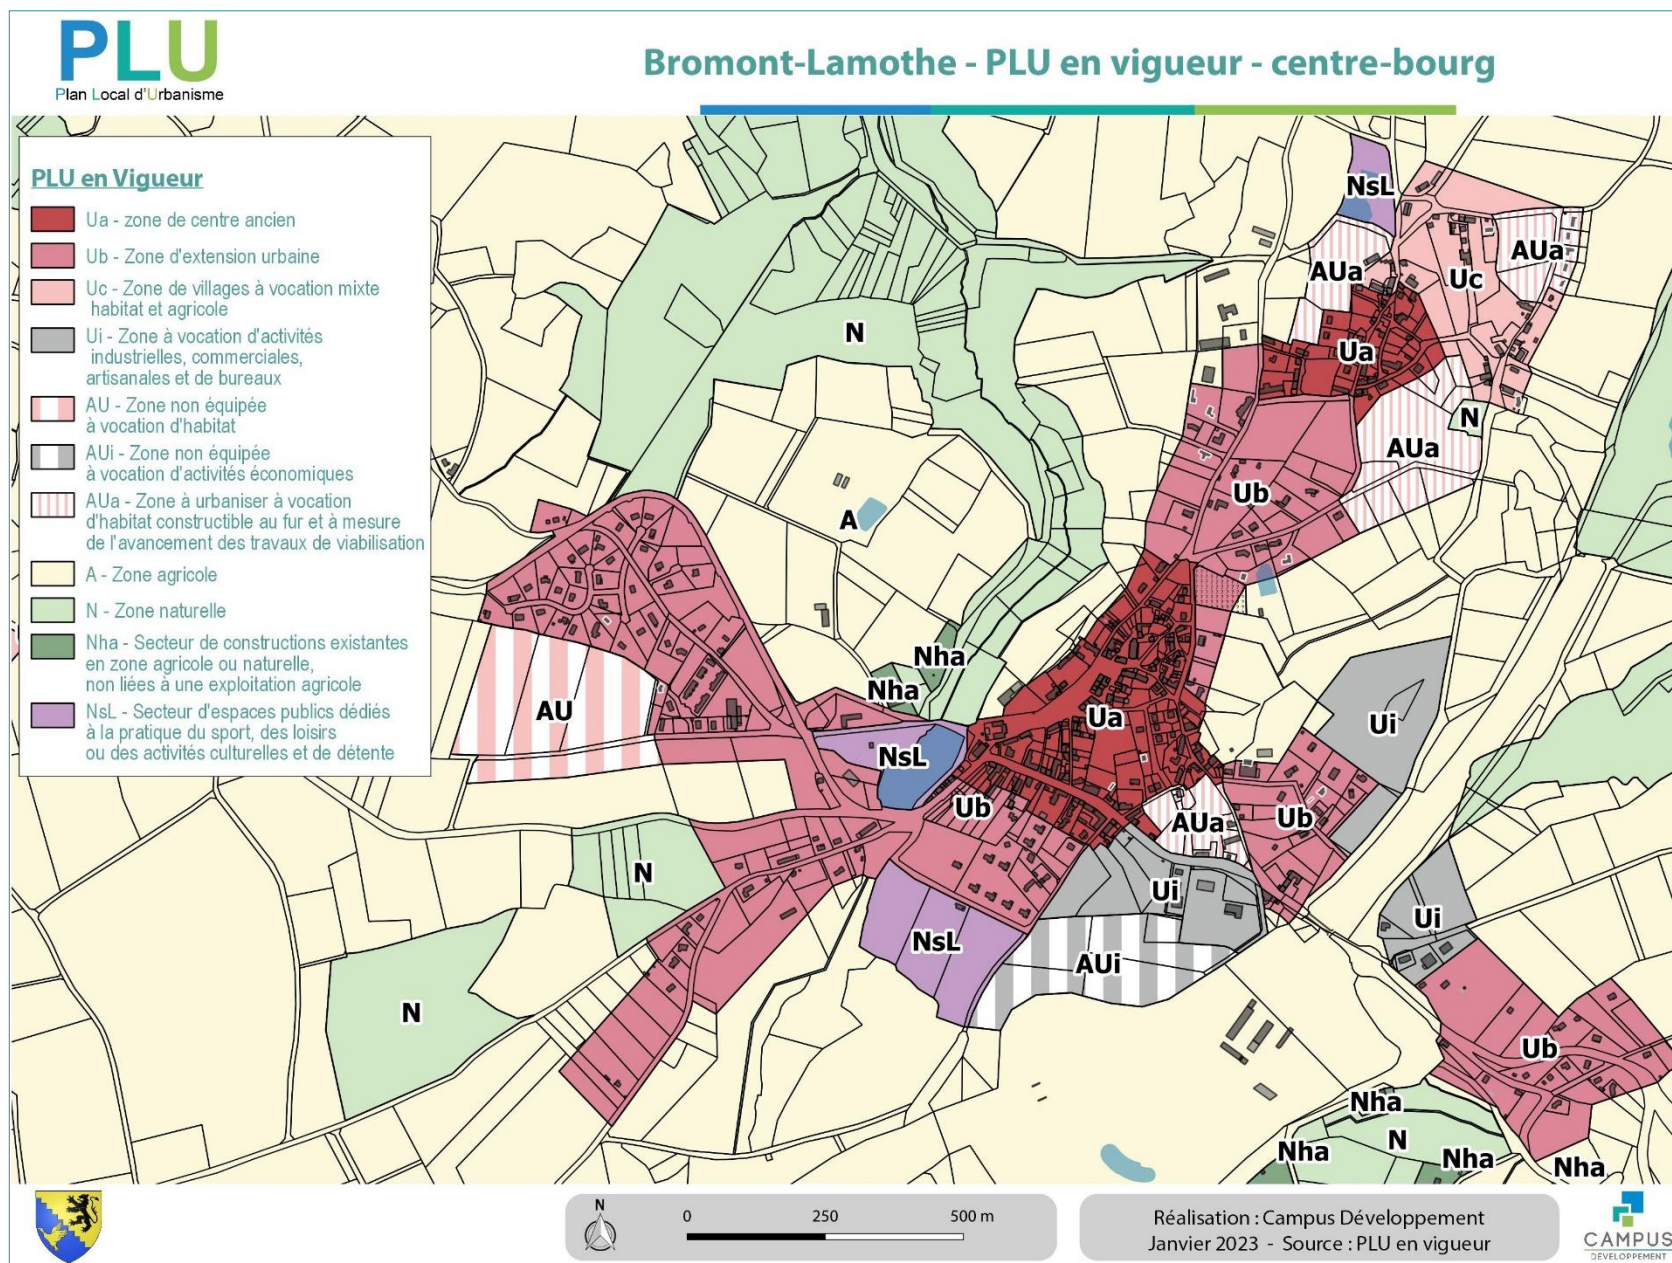 PLU
Plan Local d'Urbanisme
Bromont-Lamothe - PLU en vigueur - centre-bourg
PLU en Vigueur
Ua - zone de centre ancien
Ub - Zone d'extension urbaine
Uc - Zone de villages à vocation mixte
habitat et agricole
Ui - Zone à vocation d'activités
industrielles, commerciales,
artisanales et de bureaux
AU - Zone non équipée
à vocation d'habitat
AUi - Zone non équipée
à vocation d'activités économiques
AUa - Zone à urbaniser à vocation
d'habitat constructible au fur et à mesure
de l'avancement des travaux de viabilisation
A - Zone agricole
N - Zone naturelle
Nha - Secteur de constructions existantes
en zone agricole ou naturelle,
non liées à une exploitation agricole
NsL - Secteur d'espaces publics dédiés
à la pratique du sport, des loisirs
ou des activités culturelles et de détente
NsL
AUa
AUa
Uc
N
Ua
N
AUa
Ub
A
Nha
Nha
AU
Ua
Ui
NsL
Ub
AUa
Ub
N
Ui
Ui
NsL
AUi
N
Ub
Nha
N
Nha
Nha
Nha
N
0 250 500 m
Réalisation : Campus Développement
Janvier 2023 - Source : PLU en vigueur
CAMPUS
DÉVELOPPEMENT